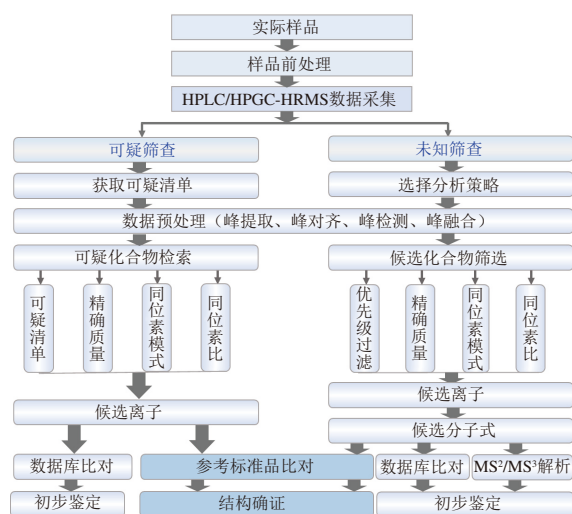 实际样品
样品前处理
HPLC/HPGC-HRMS数据采集
可疑筛查
未知筛查
获取可疑清单
选择分析策略
数据预处理（峰提取、峰对齐、峰检测、峰融合）
可疑化合物检索
候选化合物筛选
可疑清单
精确质量
同位素模式
同位素比
优先级过滤
精确质量
同位素模式
同位素比
候选离子
候选离子
候选分子式
数据库比对
参考标准品比对
数据库比对
MS²/MS³解析
初步鉴定
结构确证
初步鉴定